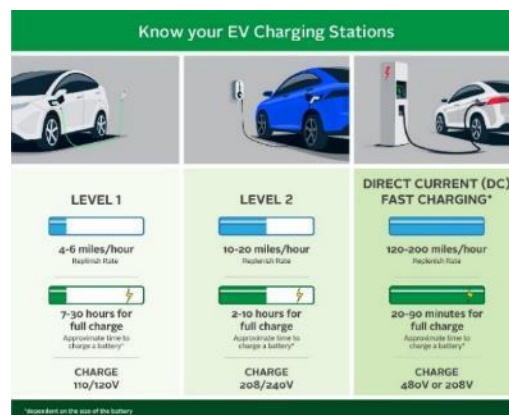 Know your EV Charging Stations
LEVEL 1
4-6 miles/hour
Replinish Rate
7-30 hours for
full charge
Approximate time to
charge a battery*
CHARGE
110/120V
LEVEL 2
10-20 miles/hour
Replenish Rate
2-10 hours for
full charge
Approximate time to
charge a battery*
CHARGE
208/240V
DIRECT CURRENT (DC)
FAST CHARGING*
120-200 miles/hour
Replenish Rate
20-90 minutes for
full charge
Approximate time to
charge a battery*
CHARGE
480V or 208V
*dependent on the size of the battery